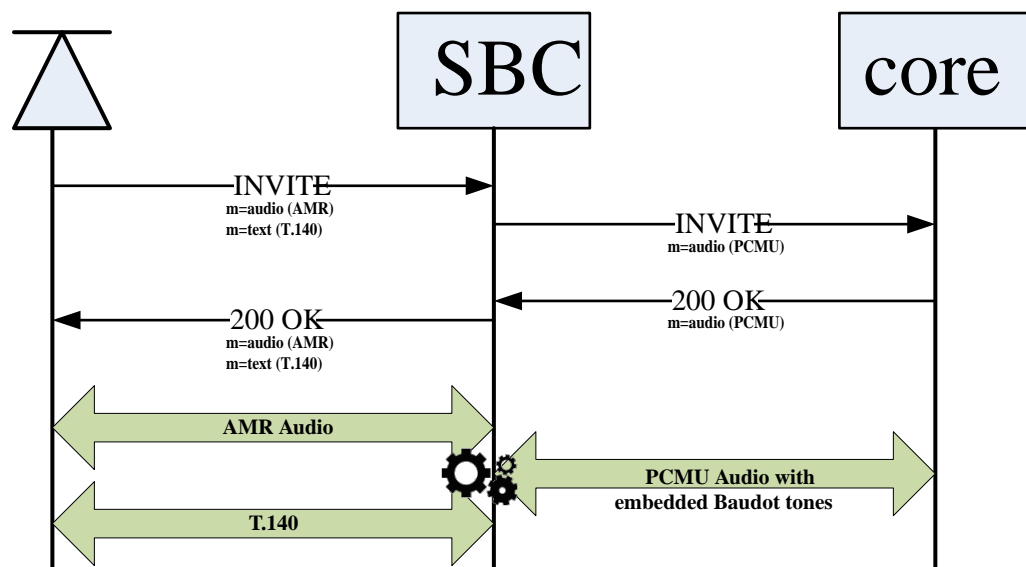 SBC
core
INVITE
m=audio (AMR)
m=text (T.140)
INVITE
m=audio (PCMU)
200 OK
m=audio (PCMU)
200 OK
m=audio (AMR)
m=text (T.140)
AMR Audio
PCMU Audio with
embedded Baudot tones
T.140